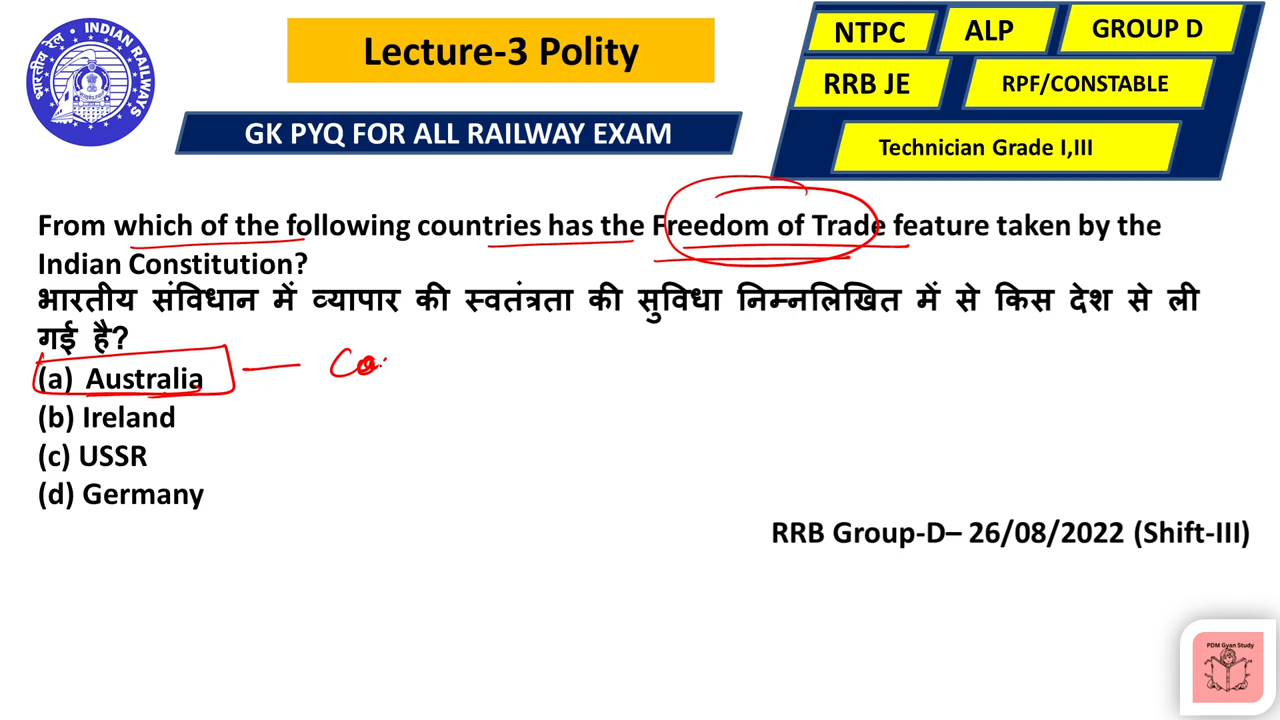 भारतीय रेल
INDIAN RAILWAYS
Lecture-3 Polity
GK PYQ FOR ALL RAILWAY EXAM
NTPC
ALP
GROUP D
RRB JE
RPF/CONSTABLE
Technician Grade I,III
From which of the following countries has the Freedom of Trade feature taken by the
Indian Constitution?
भारतीय संविधान में व्यापार की स्वतंत्रता की सुविधा निम्नलिखित में से किस देश से ली
गई है?
(a) Australia
(b) Ireland
(c) USSR
(d) Germany
RRB Group-D– 26/08/2022 (Shift-III)
PDM Gyan Study